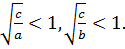 √(c/a) < 1, √(c/b) < 1.